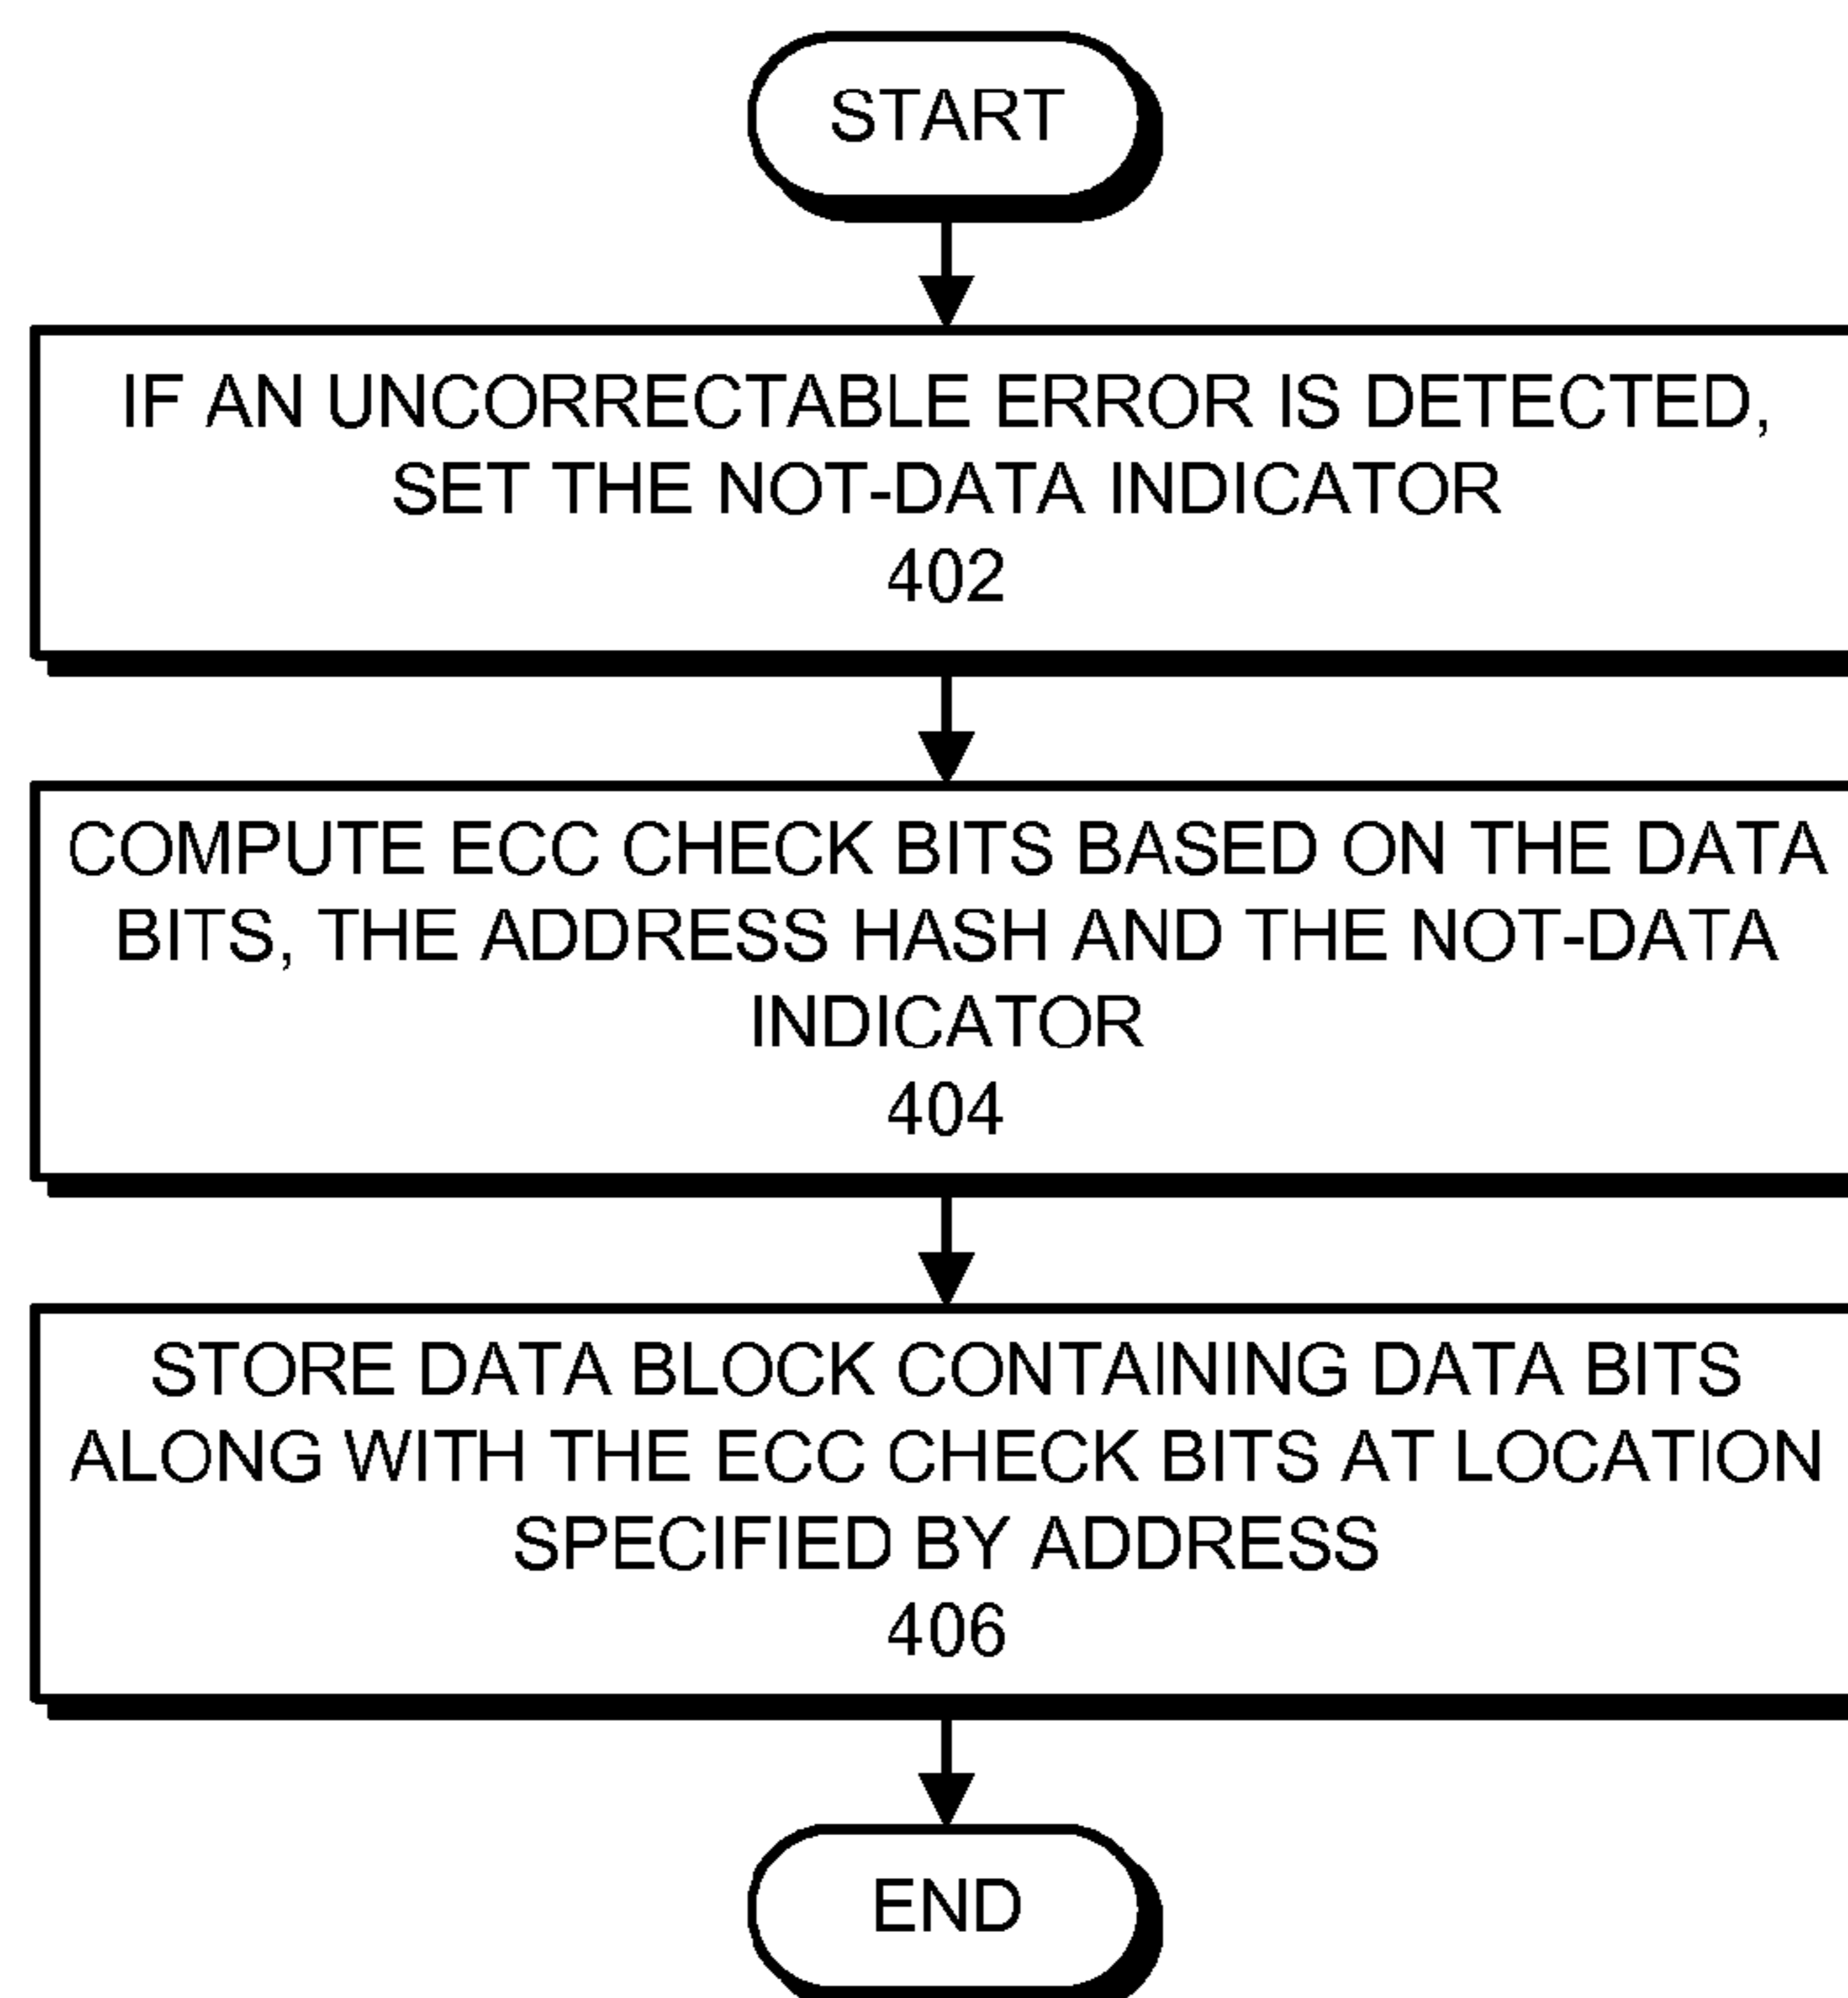 START
IF AN UNCORRECTABLE ERROR IS DETECTED,
SET THE NOT-DATA INDICATOR
402
COMPUTE ECC CHECK BITS BASED ON THE DATA
BITS, THE ADDRESS HASH AND THE NOT-DATA
INDICATOR
404
STORE DATA BLOCK CONTAINING DATA BITS
ALONG WITH THE ECC CHECK BITS AT LOCATION
SPECIFIED BY ADDRESS
406
END